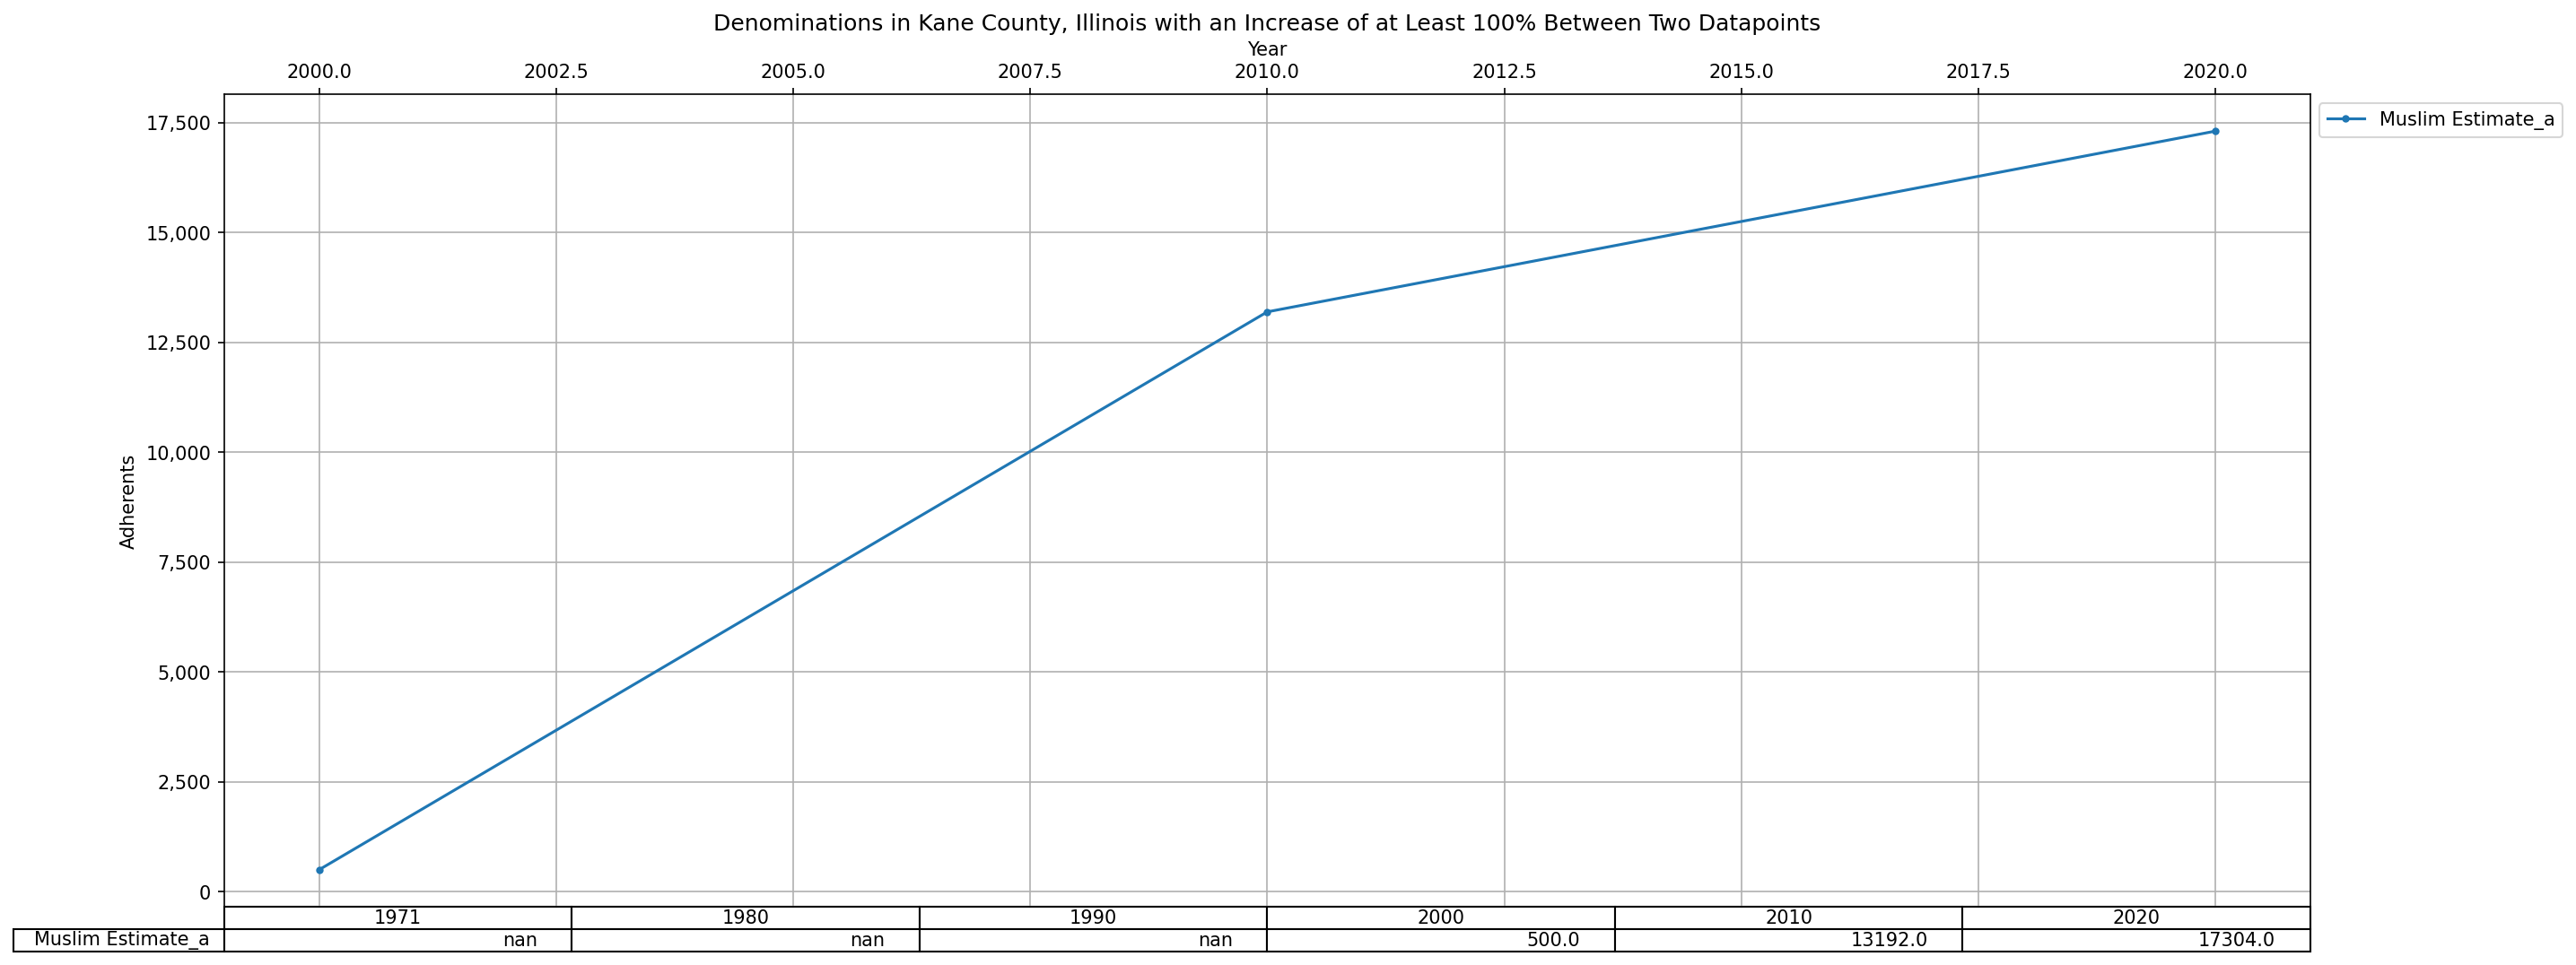 Denominations in Kane County, Illinois with an Increase of at Least 100% Between Two Datapoints
Year
2000.0 2002.5 2005.0 2007.5 2010.0 2012.5 2015.0 2017.5 2020.0
Muslim Estimate_a
17,500
15,000
12,500
10,000
7,500
5,000
2,500
0
Adherents
1971 1980 1990 2000 2010 2020
Muslim Estimate_a nan nan nan 500.0 13192.0 17304.0